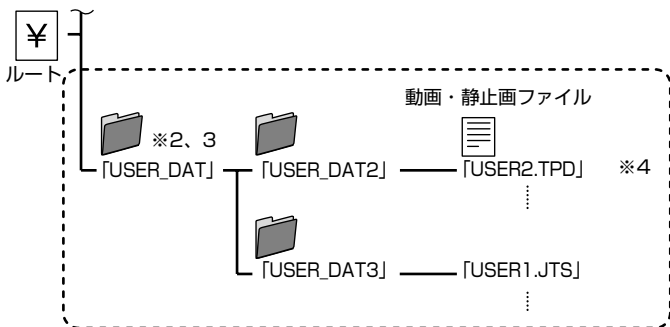 ¥
ルート
動画・静止画ファイル
※2、3
「USER_DAT」
「USER_DAT2」
「USER2.TPD」
※4
「USER_DAT3」
「USER1.JTS」